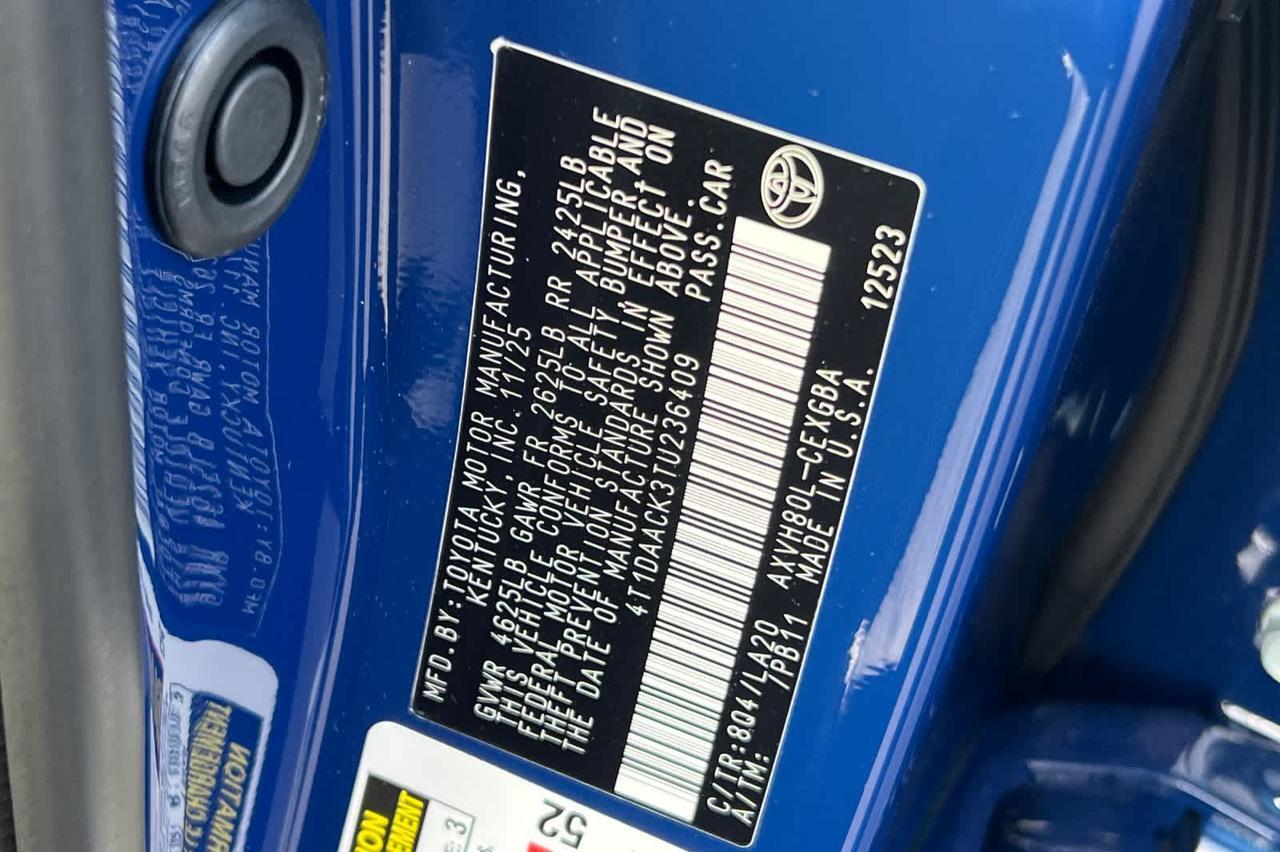 MFD.BY:TOYOTA MOTOR MANUFACTURING,
KENTUCKY, INC. 11/25
GVWR 4625LB GAWR FR 2625LB RR 2425LB
THIS VEHICLE CONFORMS TO ALL APPLICABLE
FEDERAL MOTOR VEHICLE SAFETY,BUMPER AND
THEFT PREVENTION STANDARDS IN EFFECT ON
THE DATE OF MANUFACTURE SHOWN ABOVE.
4T1DAACK3TU236409 PASS.CAR
C/TR:8Q4/LA20 AXVH80L-CEXGBA 12523
A/TM: /PB11 MADE IN U.S.A.
52